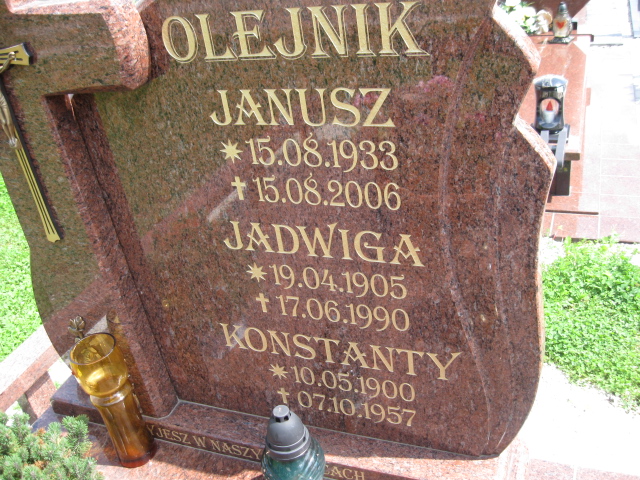 OLEJNIK
JANUSZ
15.08.1933
15.08.2006
JADWIGA
19.04.1905
17.06.1990
KONSTANTY
10.05.1900
07.10.1957
W